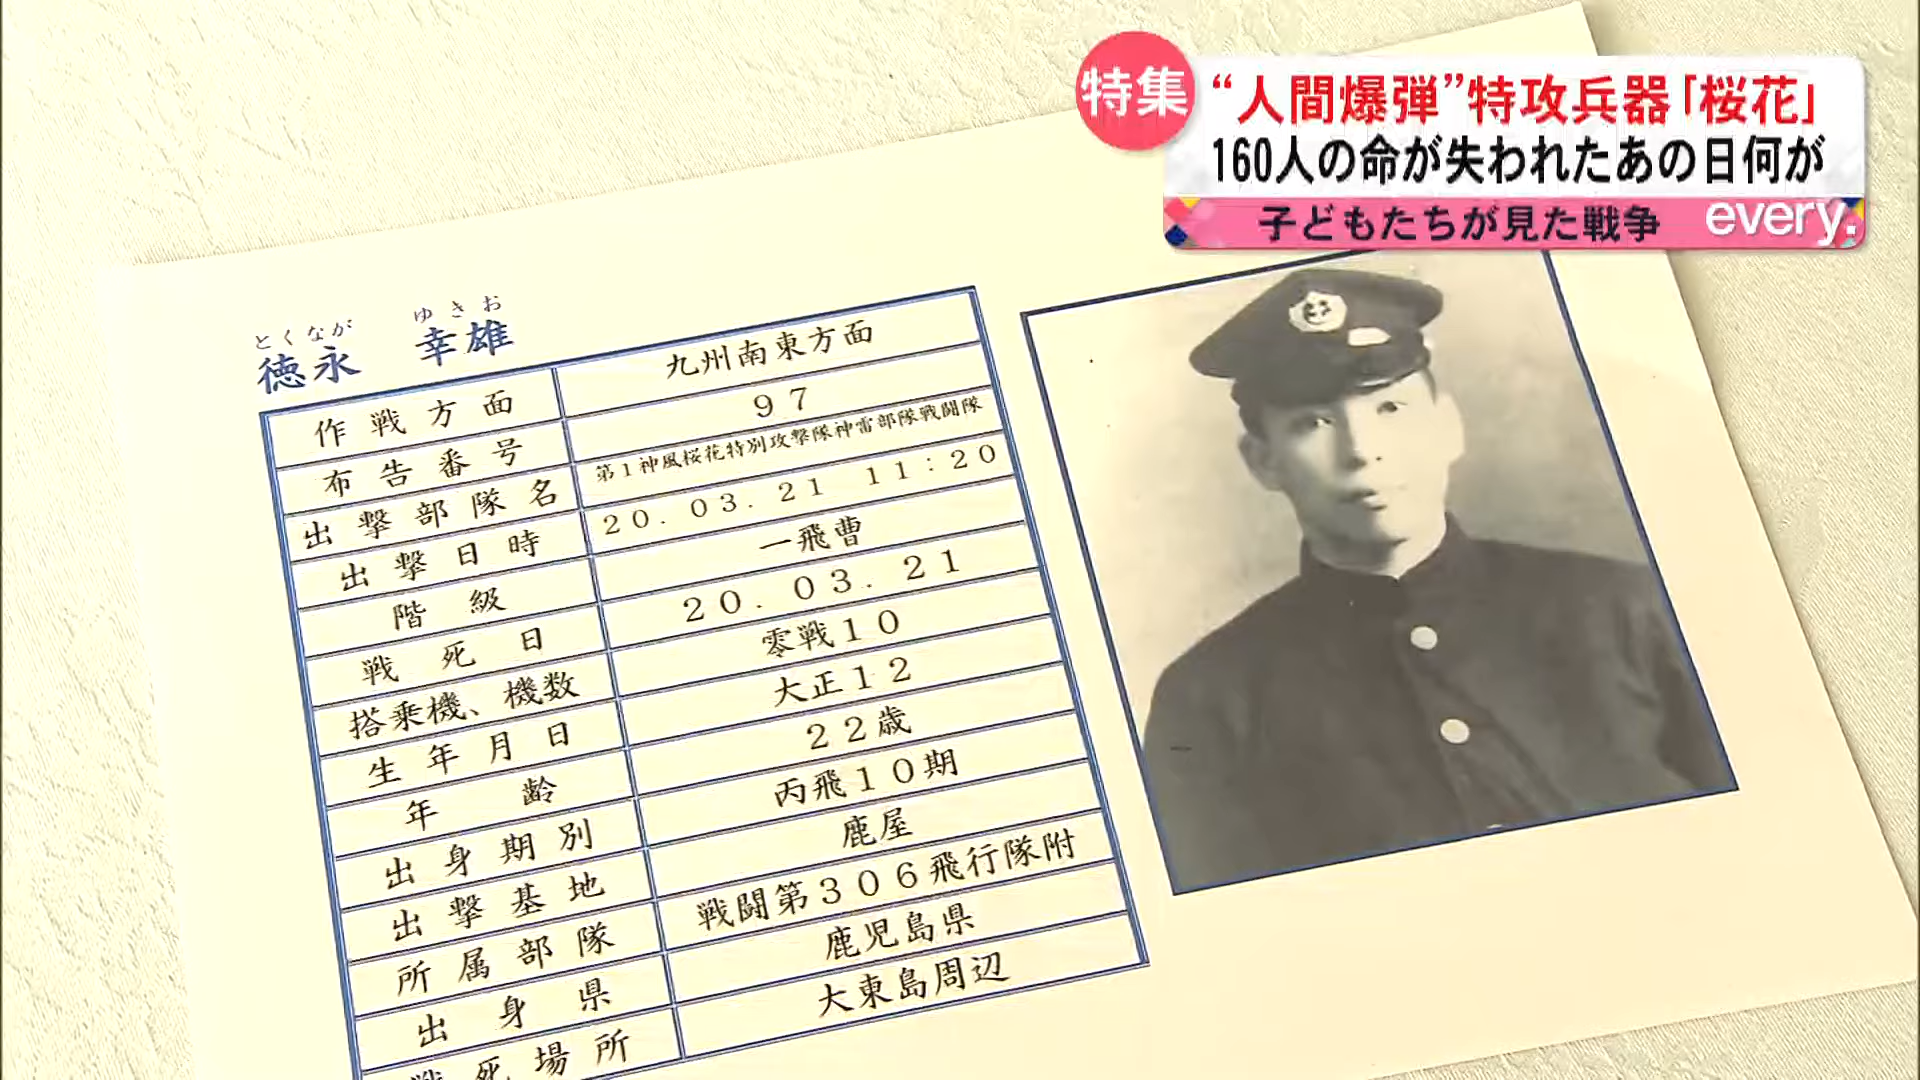 特集
“人間爆弾”特攻兵器「桜花」
160人の命が失われたあの日何が
子どもたちが見た戦争 every.
とくなが ゆきお
徳永 幸雄
作戦方面 九州南東方面
布告番号 97
出撃部隊名 第1神風桜花特別攻撃隊神雷部隊戦闘隊
出撃日時 20.03.21 11:20
階級 一飛曹
戦死日 20.03.21
搭乗機、機数 零戦10
生年月日 大正12
年齢 22歳
出身期別 丙飛10期
出撃基地 鹿屋
所属部隊 戦闘第306飛行隊附
出身県 鹿児島県
戦死場所 大東島周辺